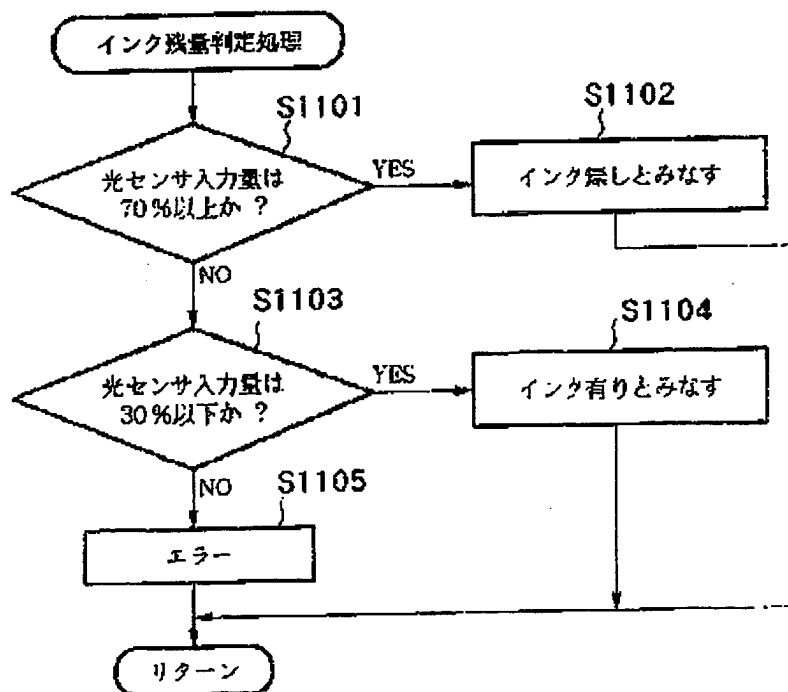 インク残量判定処理
S1101
光センサ入力量は
70%以上か?
YES
S1102
インク無しとみなす
NO
S1103
光センサ入力量は
30%以下か?
YES
S1104
インク有りとみなす
NO
S1105
エラー
リターン